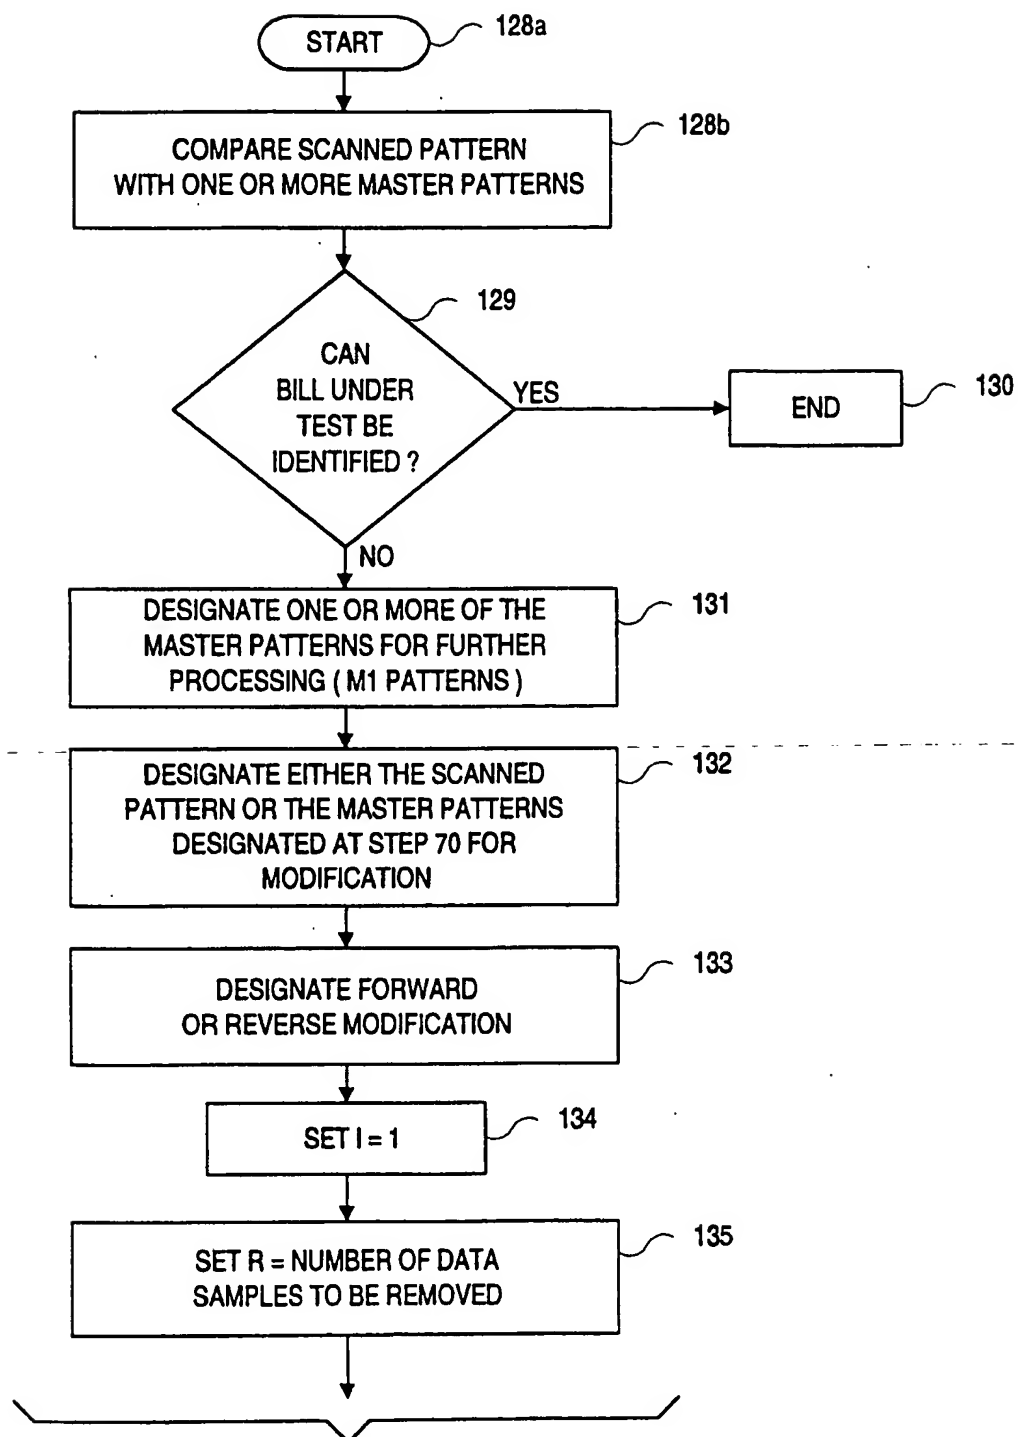 START
128a
COMPARE SCANNED PATTERN
WITH ONE OR MORE MASTER PATTERNS
128b
129
CAN
BILL UNDER
TEST BE
IDENTIFIED ?
YES
END
130
NO
DESIGNATE ONE OR MORE OF THE
MASTER PATTERNS FOR FURTHER
PROCESSING ( M1 PATTERNS )
131
DESIGNATE EITHER THE SCANNED
PATTERN OR THE MASTER PATTERNS
DESIGNATED AT STEP 70 FOR
MODIFICATION
132
DESIGNATE FORWARD
OR REVERSE MODIFICATION
133
SET I = 1
134
SET R = NUMBER OF DATA
SAMPLES TO BE REMOVED
135